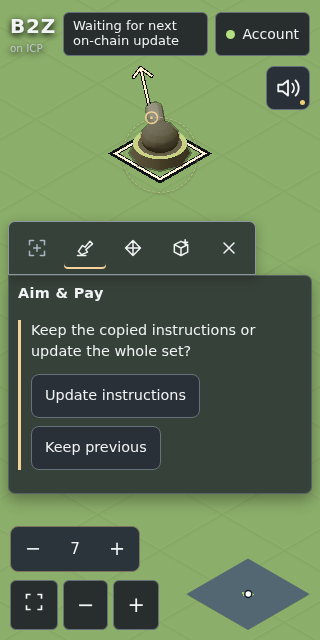 B2Z
on ICP
Waiting for next
on-chain update
Account
Aim & Pay
Keep the copied instructions or
update the whole set?
Update instructions
Keep previous
− 7 +
− +